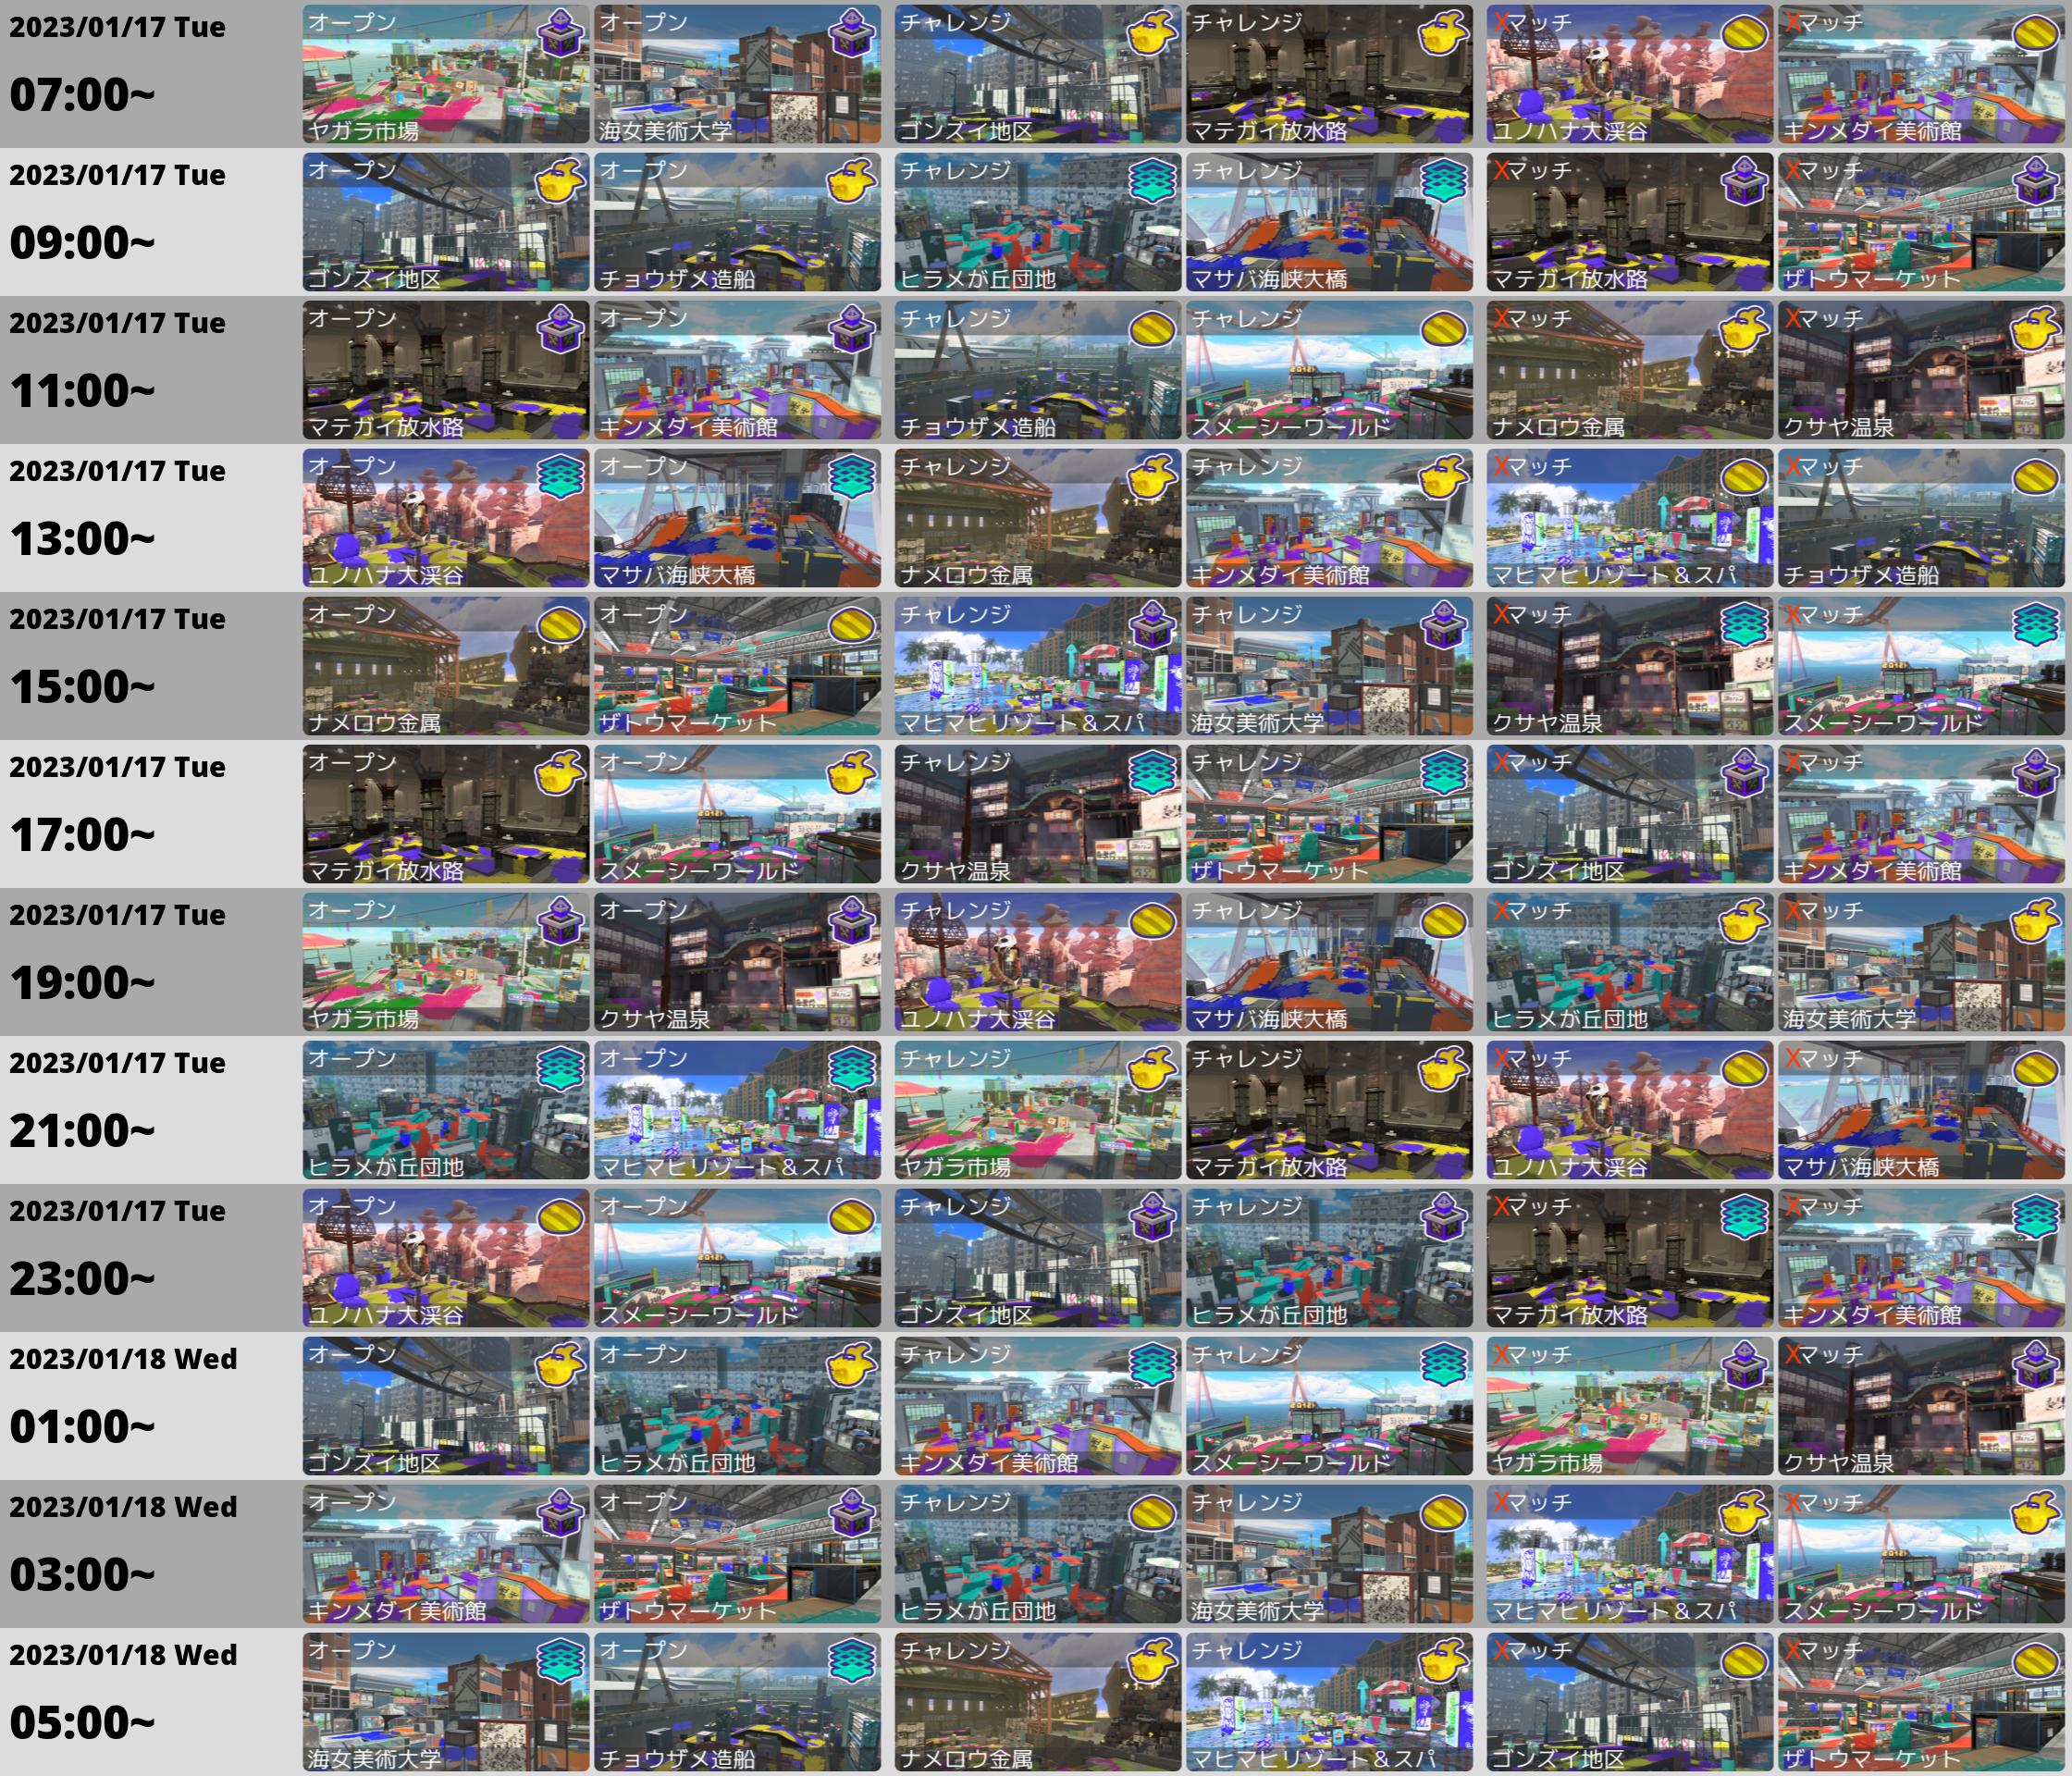 2023/01/17 Tue
07:00~
オープン オープン チャレンジ チャレンジ Xマッチ Xマッチ
ヤガラ市場 海女美術大学 ゴンズイ地区 マテガイ放水路 ユノハナ大渓谷 キンメダイ美術館
2023/01/17 Tue
09:00~
オープン オープン チャレンジ チャレンジ Xマッチ Xマッチ
ゴンズイ地区 チョウザメ造船 ヒラメが丘団地 マサバ海峡大橋 マテガイ放水路 ザトウマーケット
2023/01/17 Tue
11:00~
オープン オープン チャレンジ チャレンジ Xマッチ Xマッチ
マテガイ放水路 キンメダイ美術館 チョウザメ造船 スメーシーワールド ナメロウ金属 クサヤ温泉
2023/01/17 Tue
13:00~
オープン オープン チャレンジ チャレンジ Xマッチ Xマッチ
ユノハナ大渓谷 マサバ海峡大橋 ナメロウ金属 キンメダイ美術館 マヒマヒリゾート＆スパ チョウザメ造船
2023/01/17 Tue
15:00~
オープン オープン チャレンジ チャレンジ Xマッチ Xマッチ
ナメロウ金属 ザトウマーケット マヒマヒリゾート＆スパ 海女美術大学 クサヤ温泉 スメーシーワールド
2023/01/17 Tue
17:00~
オープン オープン チャレンジ チャレンジ Xマッチ Xマッチ
マテガイ放水路 スメーシーワールド クサヤ温泉 ザトウマーケット ゴンズイ地区 キンメダイ美術館
2023/01/17 Tue
19:00~
オープン オープン チャレンジ チャレンジ Xマッチ Xマッチ
ヤガラ市場 クサヤ温泉 ユノハナ大渓谷 マサバ海峡大橋 ヒラメが丘団地 海女美術大学
2023/01/17 Tue
21:00~
オープン オープン チャレンジ チャレンジ Xマッチ Xマッチ
ヒラメが丘団地 マヒマヒリゾート＆スパ ヤガラ市場 マテガイ放水路 ユノハナ大渓谷 マサバ海峡大橋
2023/01/17 Tue
23:00~
オープン オープン チャレンジ チャレンジ Xマッチ Xマッチ
ユノハナ大渓谷 スメーシーワールド ゴンズイ地区 ヒラメが丘団地 マテガイ放水路 キンメダイ美術館
2023/01/18 Wed
01:00~
オープン オープン チャレンジ チャレンジ Xマッチ Xマッチ
ゴンズイ地区 ヒラメが丘団地 キンメダイ美術館 スメーシーワールド ヤガラ市場 クサヤ温泉
2023/01/18 Wed
03:00~
オープン オープン チャレンジ チャレンジ Xマッチ Xマッチ
キンメダイ美術館 ザトウマーケット ヒラメが丘団地 海女美術大学 マヒマヒリゾート＆スパ スメーシーワールド
2023/01/18 Wed
05:00~
オープン オープン チャレンジ チャレンジ Xマッチ Xマッチ
海女美術大学 チョウザメ造船 ナメロウ金属 マヒマヒリゾート＆スパ ゴンズイ地区 ザトウマーケット